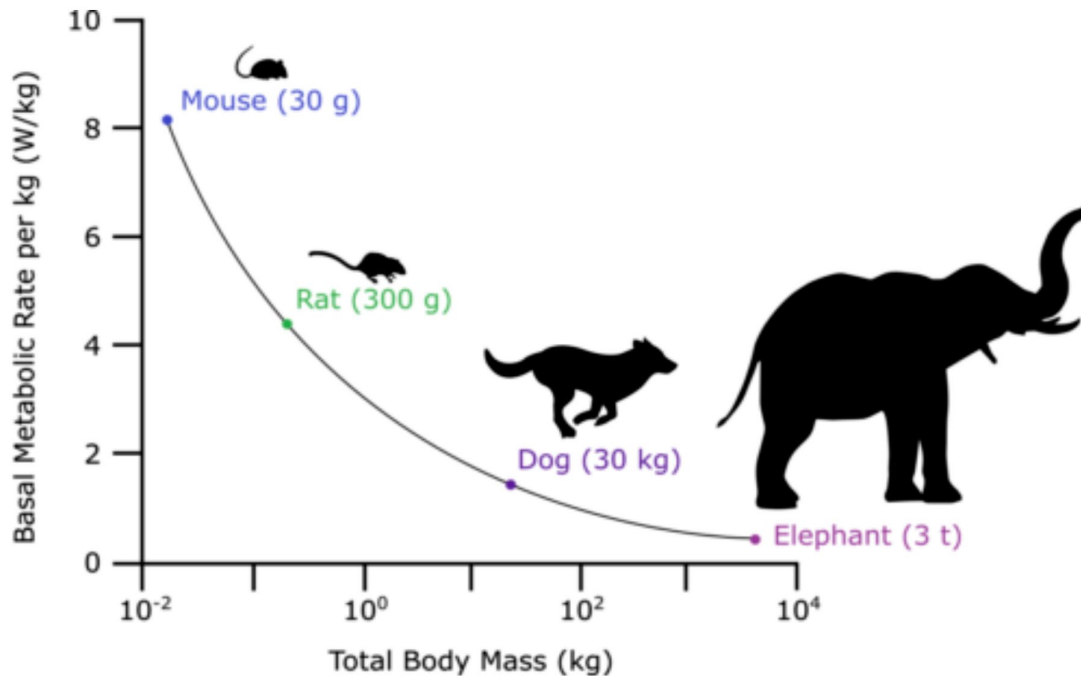 10
Mouse (30 g)
8
6
Rat (300 g)
4
2
Dog (30 kg)
0
Elephant (3 t)
Basal Metabolic Rate per kg (W/kg)
10⁻² 10⁰ 10² 10⁴
Total Body Mass (kg)